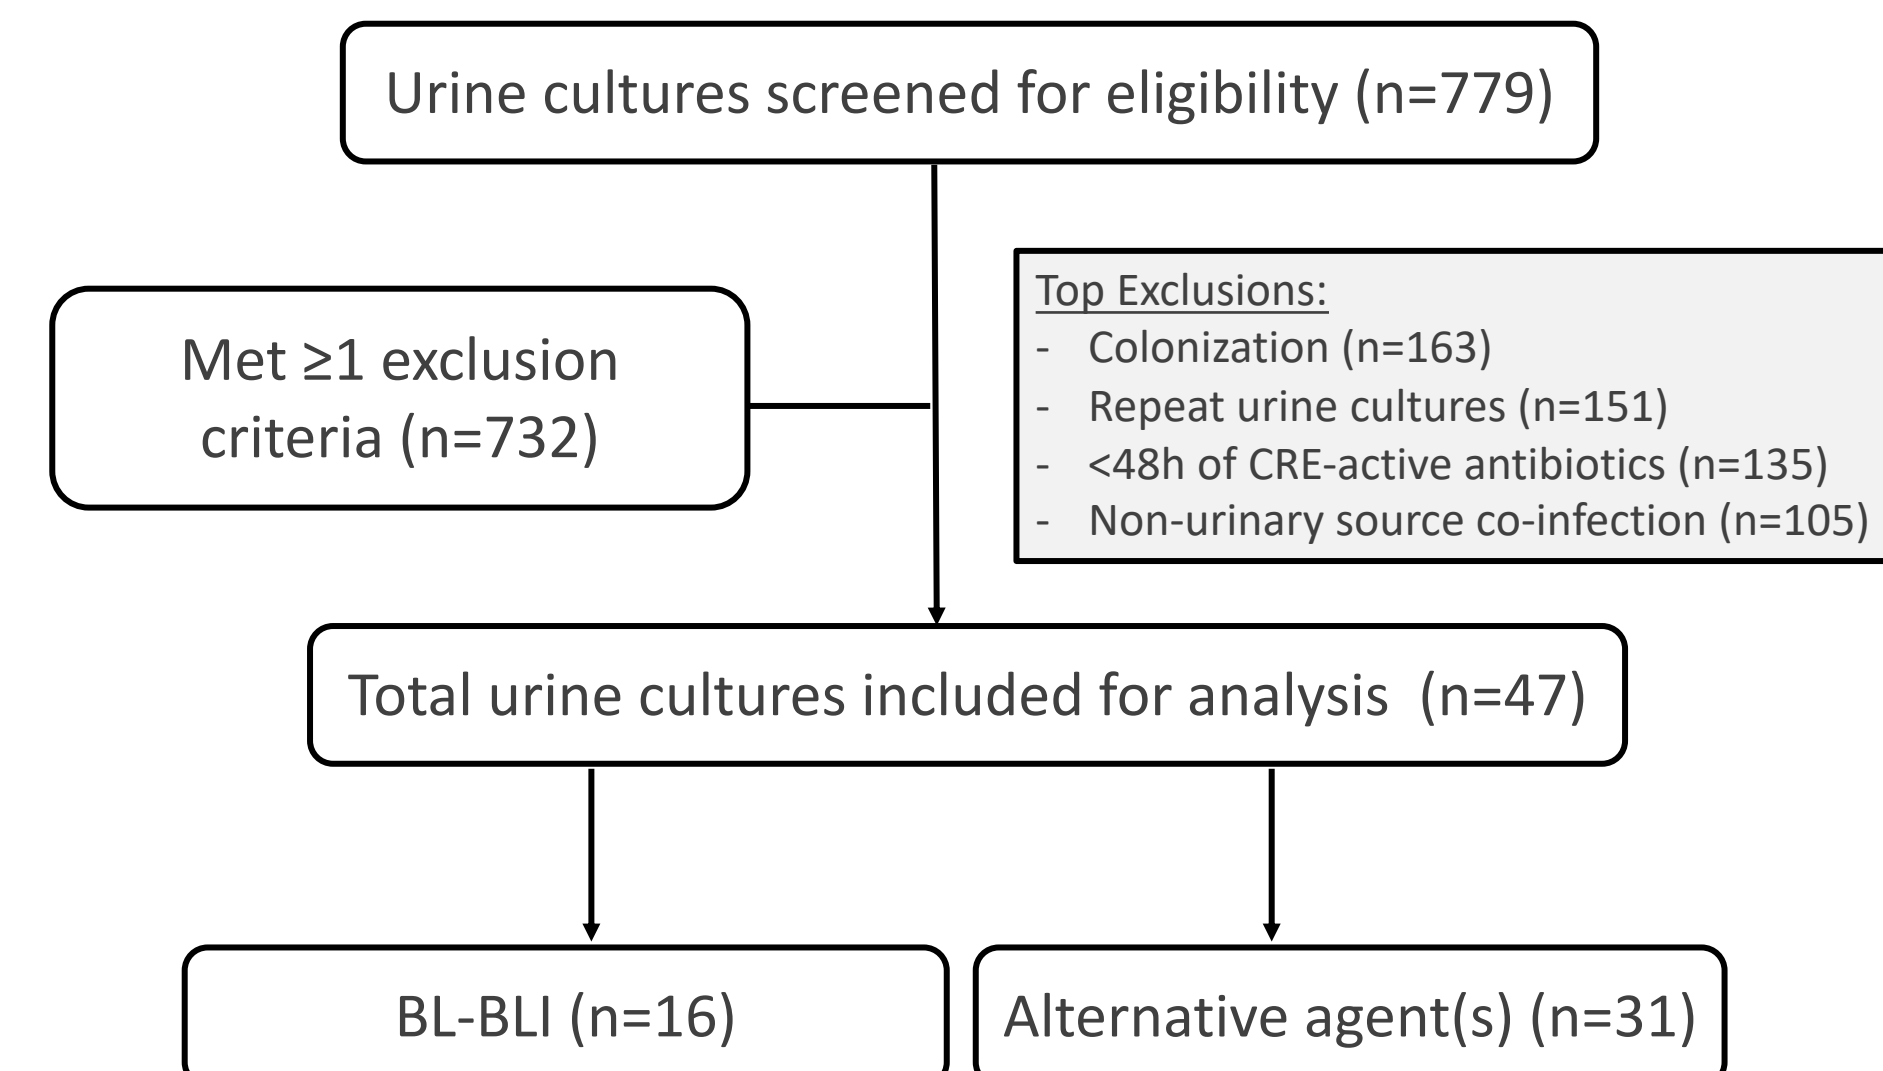 Urine cultures screened for eligibility (n=779)
Met ≥1 exclusion
criteria (n=732)
Top Exclusions:
- Colonization (n=163)
- Repeat urine cultures (n=151)
- <48h of CRE-active antibiotics (n=135)
- Non-urinary source co-infection (n=105)
Total urine cultures included for analysis (n=47)
BL-BLI (n=16)
Alternative agent(s) (n=31)